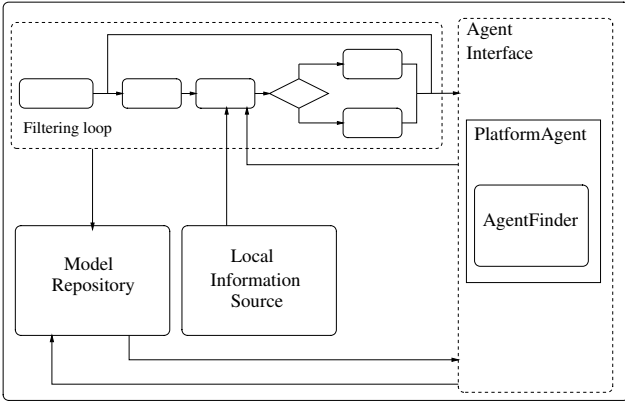 Agent
Interface
Filtering loop
PlatformAgent
AgentFinder
Model
Repository
Local
Information
Source